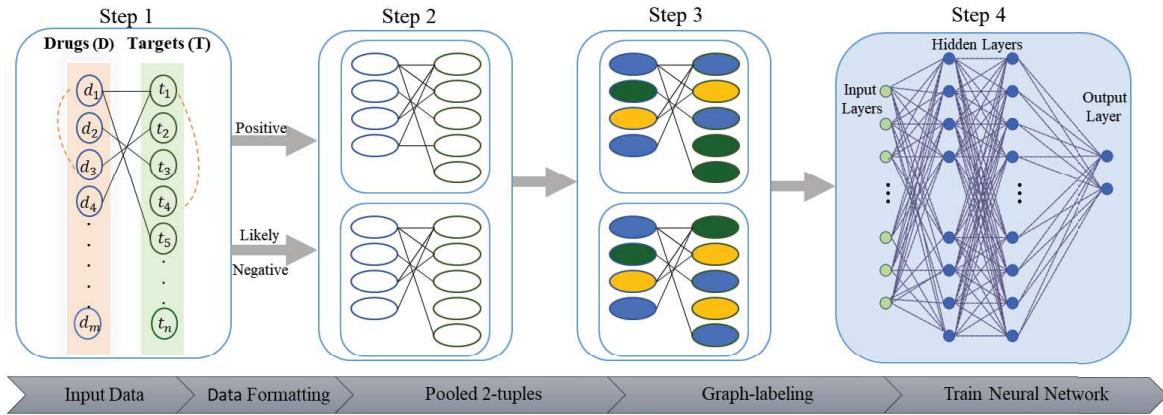 Step 1
Step 2
Step 3
Step 4
Drugs (D)
Targets (T)
d1
t1
d2
t2
d3
t3
d4
t4
t5
dm
tn
Positive
Likely
Negative
Hidden Layers
Input
Layers
Output
Layer
Input Data
Data Formatting
Pooled 2-tuples
Graph-labeling
Train Neural Network